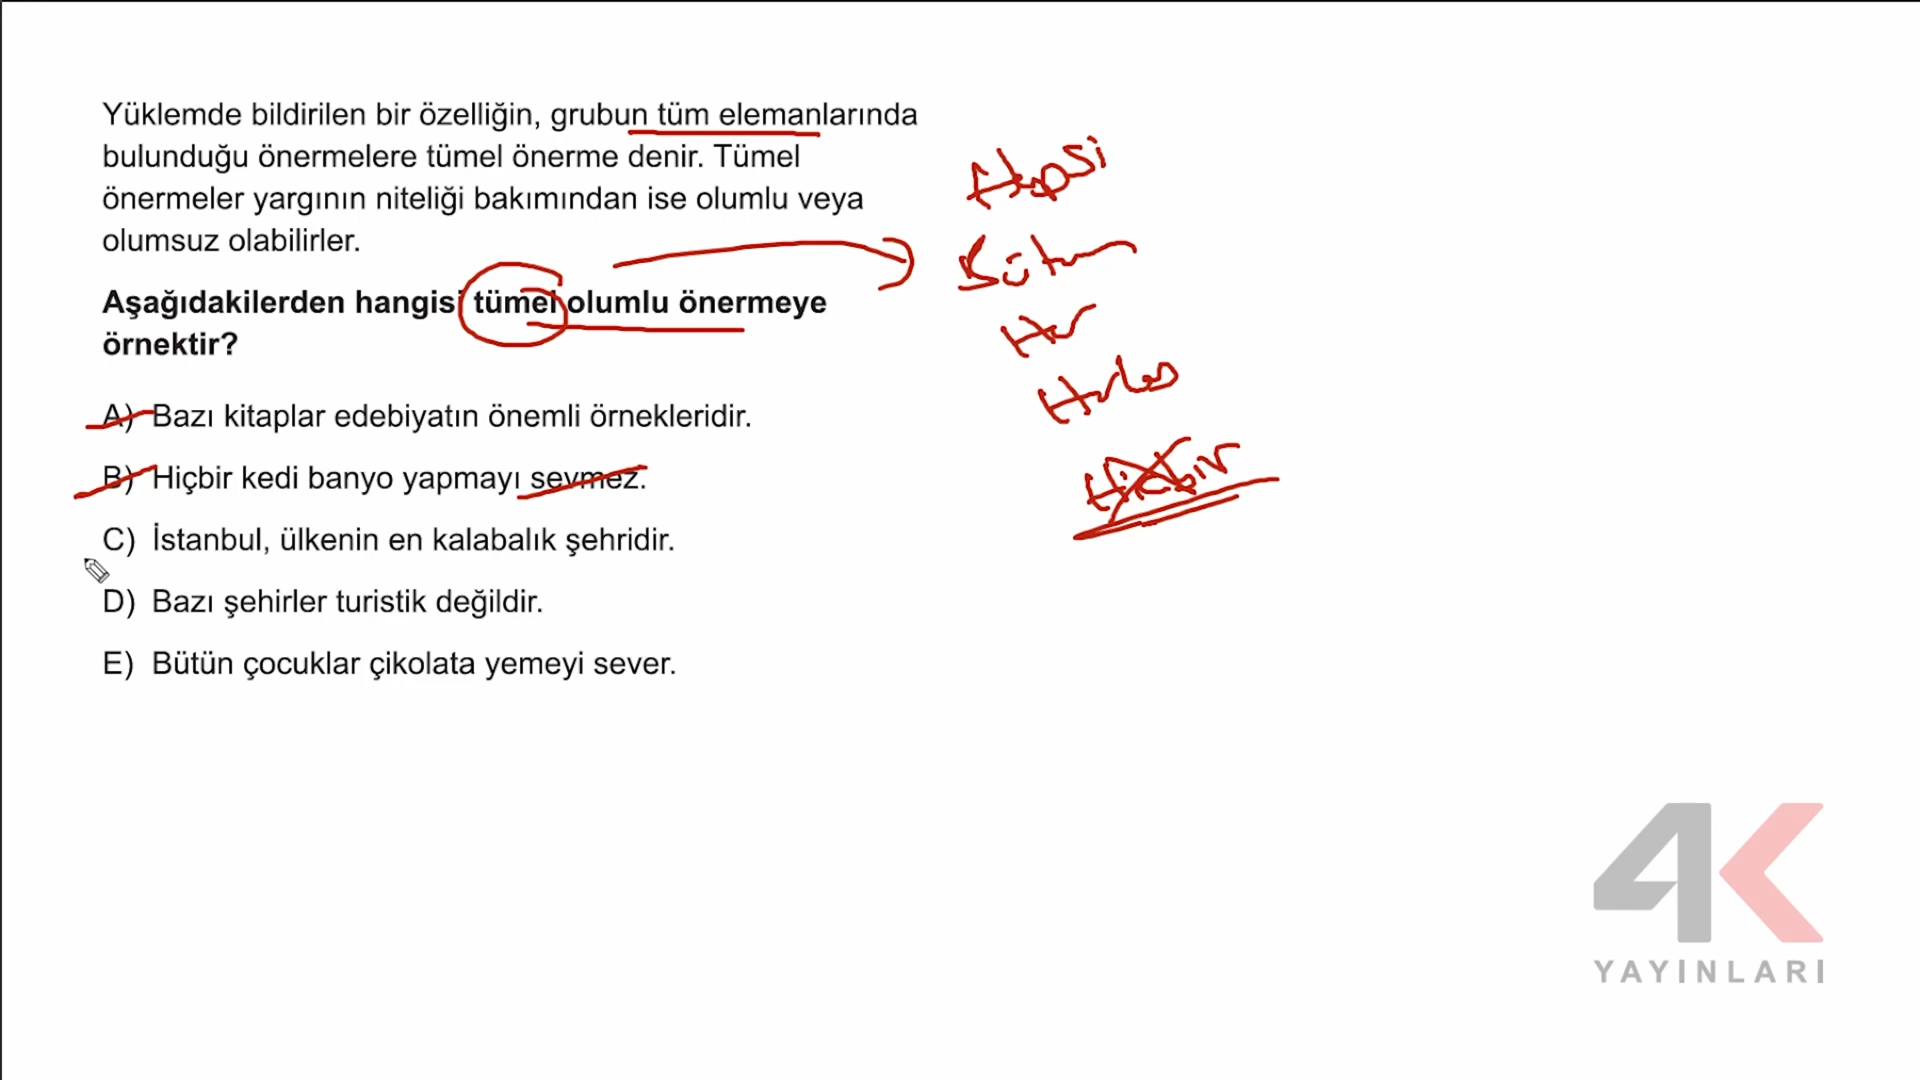 Yüklemde bildirilen bir özelliğin, grubun tüm elemanlarında
bulunduğu önermelere tümel önerme denir. Tümel
önermeler yargının niteliği bakımından ise olumlu veya
olumsuz olabilirler.
Aşağıdakilerden hangisi tümel olumlu önermeye
örnektir?
A) Bazı kitaplar edebiyatın önemli örnekleridir.
B) Hiçbir kedi banyo yapmayı sevmez.
C) İstanbul, ülkenin en kalabalık şehridir.
D) Bazı şehirler turistik değildir.
E) Bütün çocuklar çikolata yemeyi sever.
Hepsi
Bütün
Her
Herkes
Hiçbir
4K
YAYINLARI